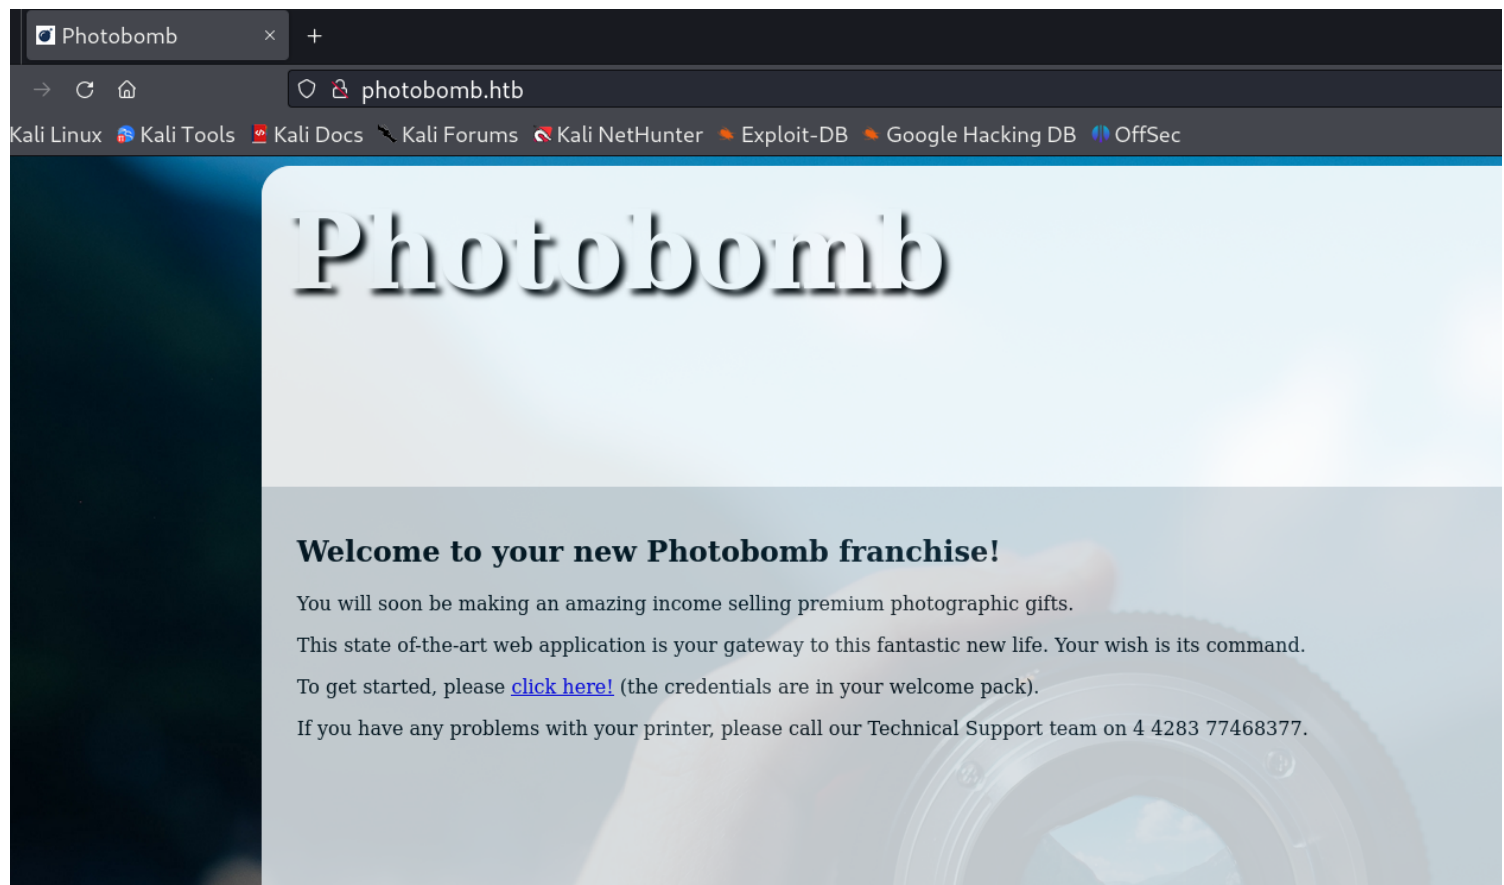 Photobomb
photobomb.htb
Kali Linux Kali Tools Kali Docs Kali Forums Kali NetHunter Exploit-DB Google Hacking DB OffSec
Photobomb
Welcome to your new Photobomb franchise!
You will soon be making an amazing income selling premium photographic gifts.
This state of-the-art web application is your gateway to this fantastic new life. Your wish is its command.
To get started, please click here! (the credentials are in your welcome pack).
If you have any problems with your printer, please call our Technical Support team on 4 4283 77468377.